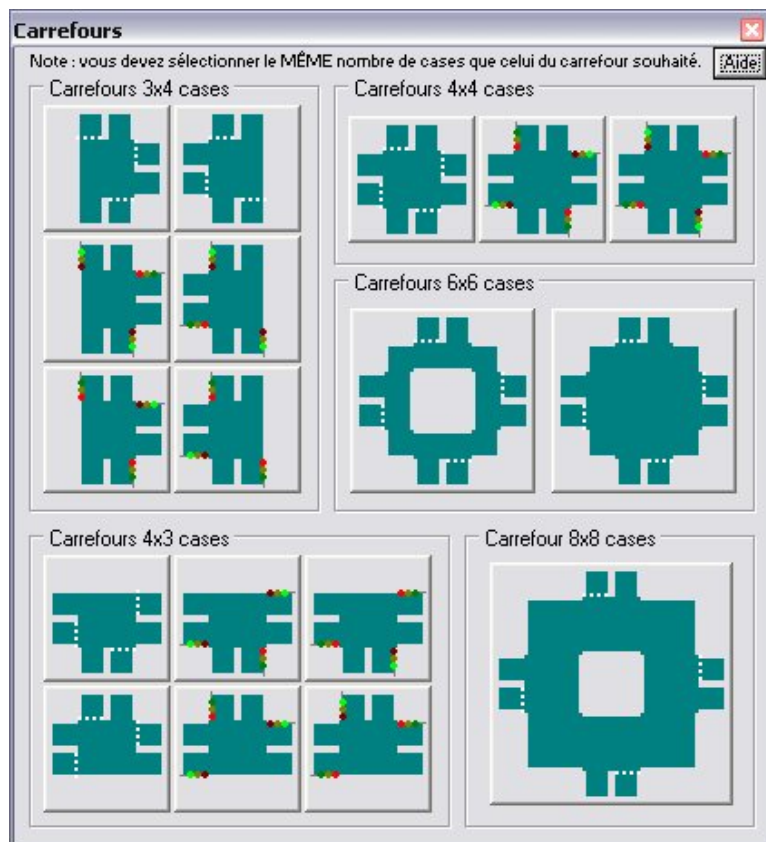 Carrefours
Note : vous devez sélectionner le MÊME nombre de cases que celui du carrefour souhaité.
Aide
Carrefours 3x4 cases
Carrefours 4x4 cases
Carrefours 6x6 cases
Carrefours 4x3 cases
Carrefour 8x8 cases